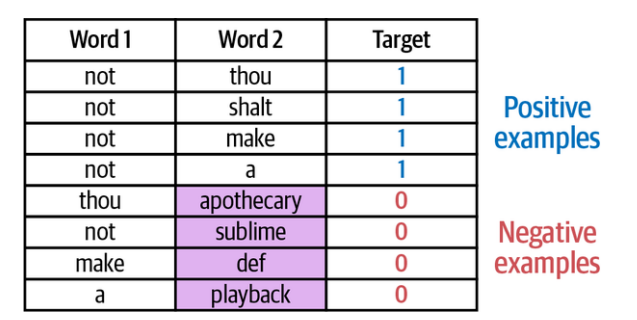 Word 1 Word 2 Target
not thou 1
not shalt 1
not make 1
not a 1
thou apothecary 0
not sublime 0
make def 0
a playback 0
Positive
examples
Negative
examples